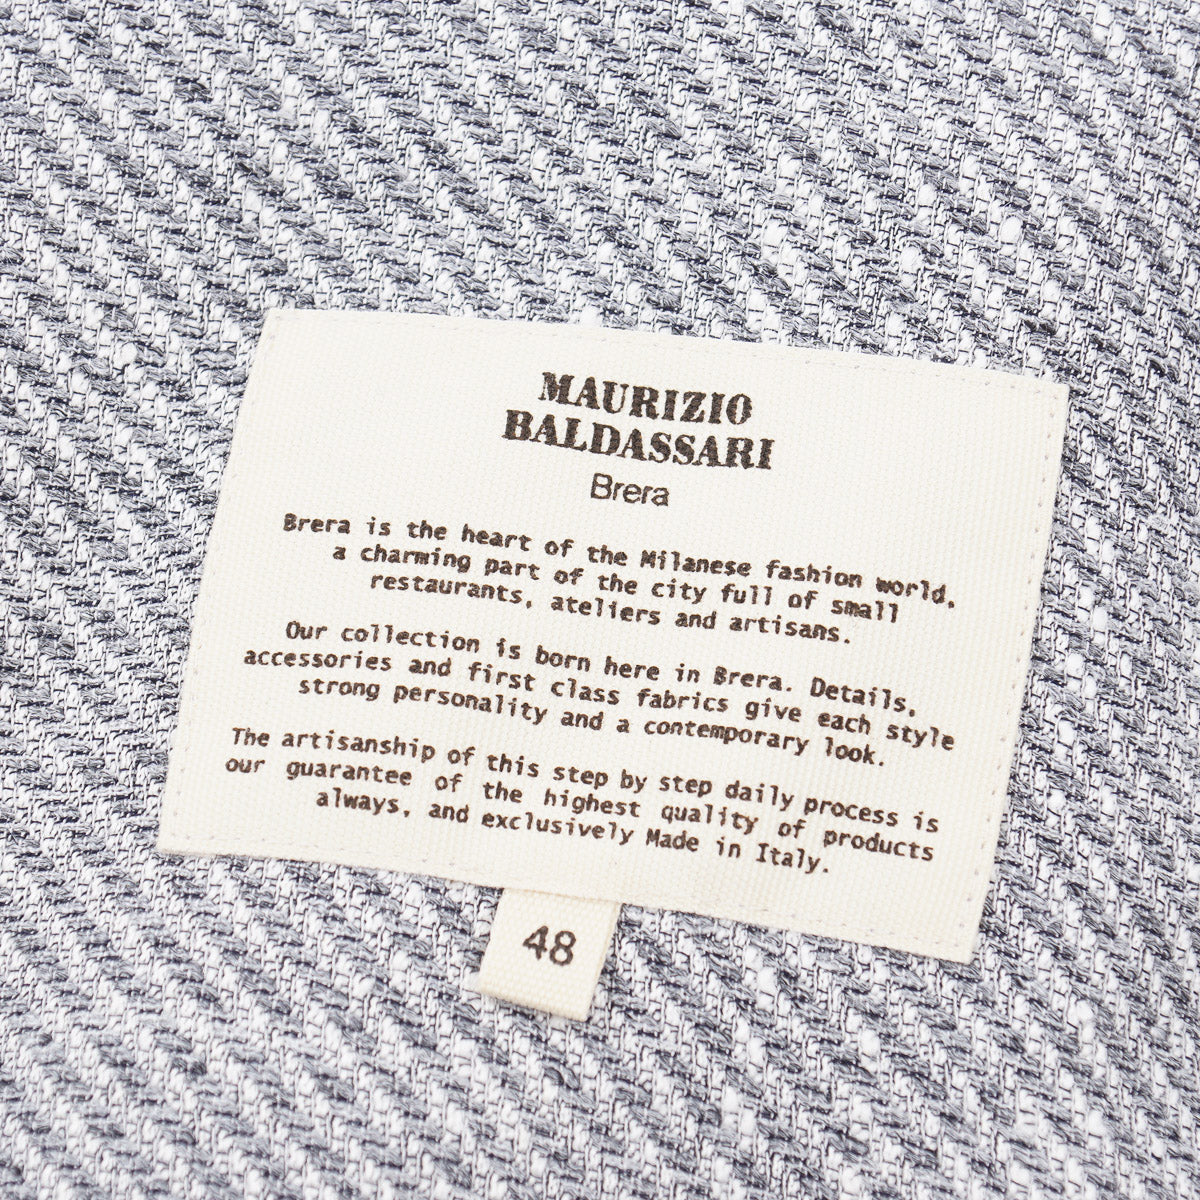 MAURIZIO
BALDASSARI
Brera
Brera is the heart of the Milanese fashion world,
a charming part of the city full of small
restaurants, ateliers and artisans.
Our collection is born here in Brera. Details,
accessories and first class fabrics give each style
strong personality and a contemporary look.
The artisanship of this step by step daily process is
our guarantee of the highest quality of products
always, and exclusively Made in Italy.
48